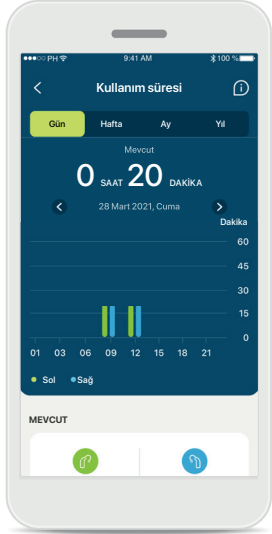 PH 9:41 AM 100 %
Kullanım süresi
Gün Hafta Ay Yıl
Mevcut
0 SAAT 20 DAKİKA
28 Mart 2021, Cuma
Dakika
60
45
30
15
0
01 03 06 09 12 15 18 21
Sol Sağ
MEVCUT